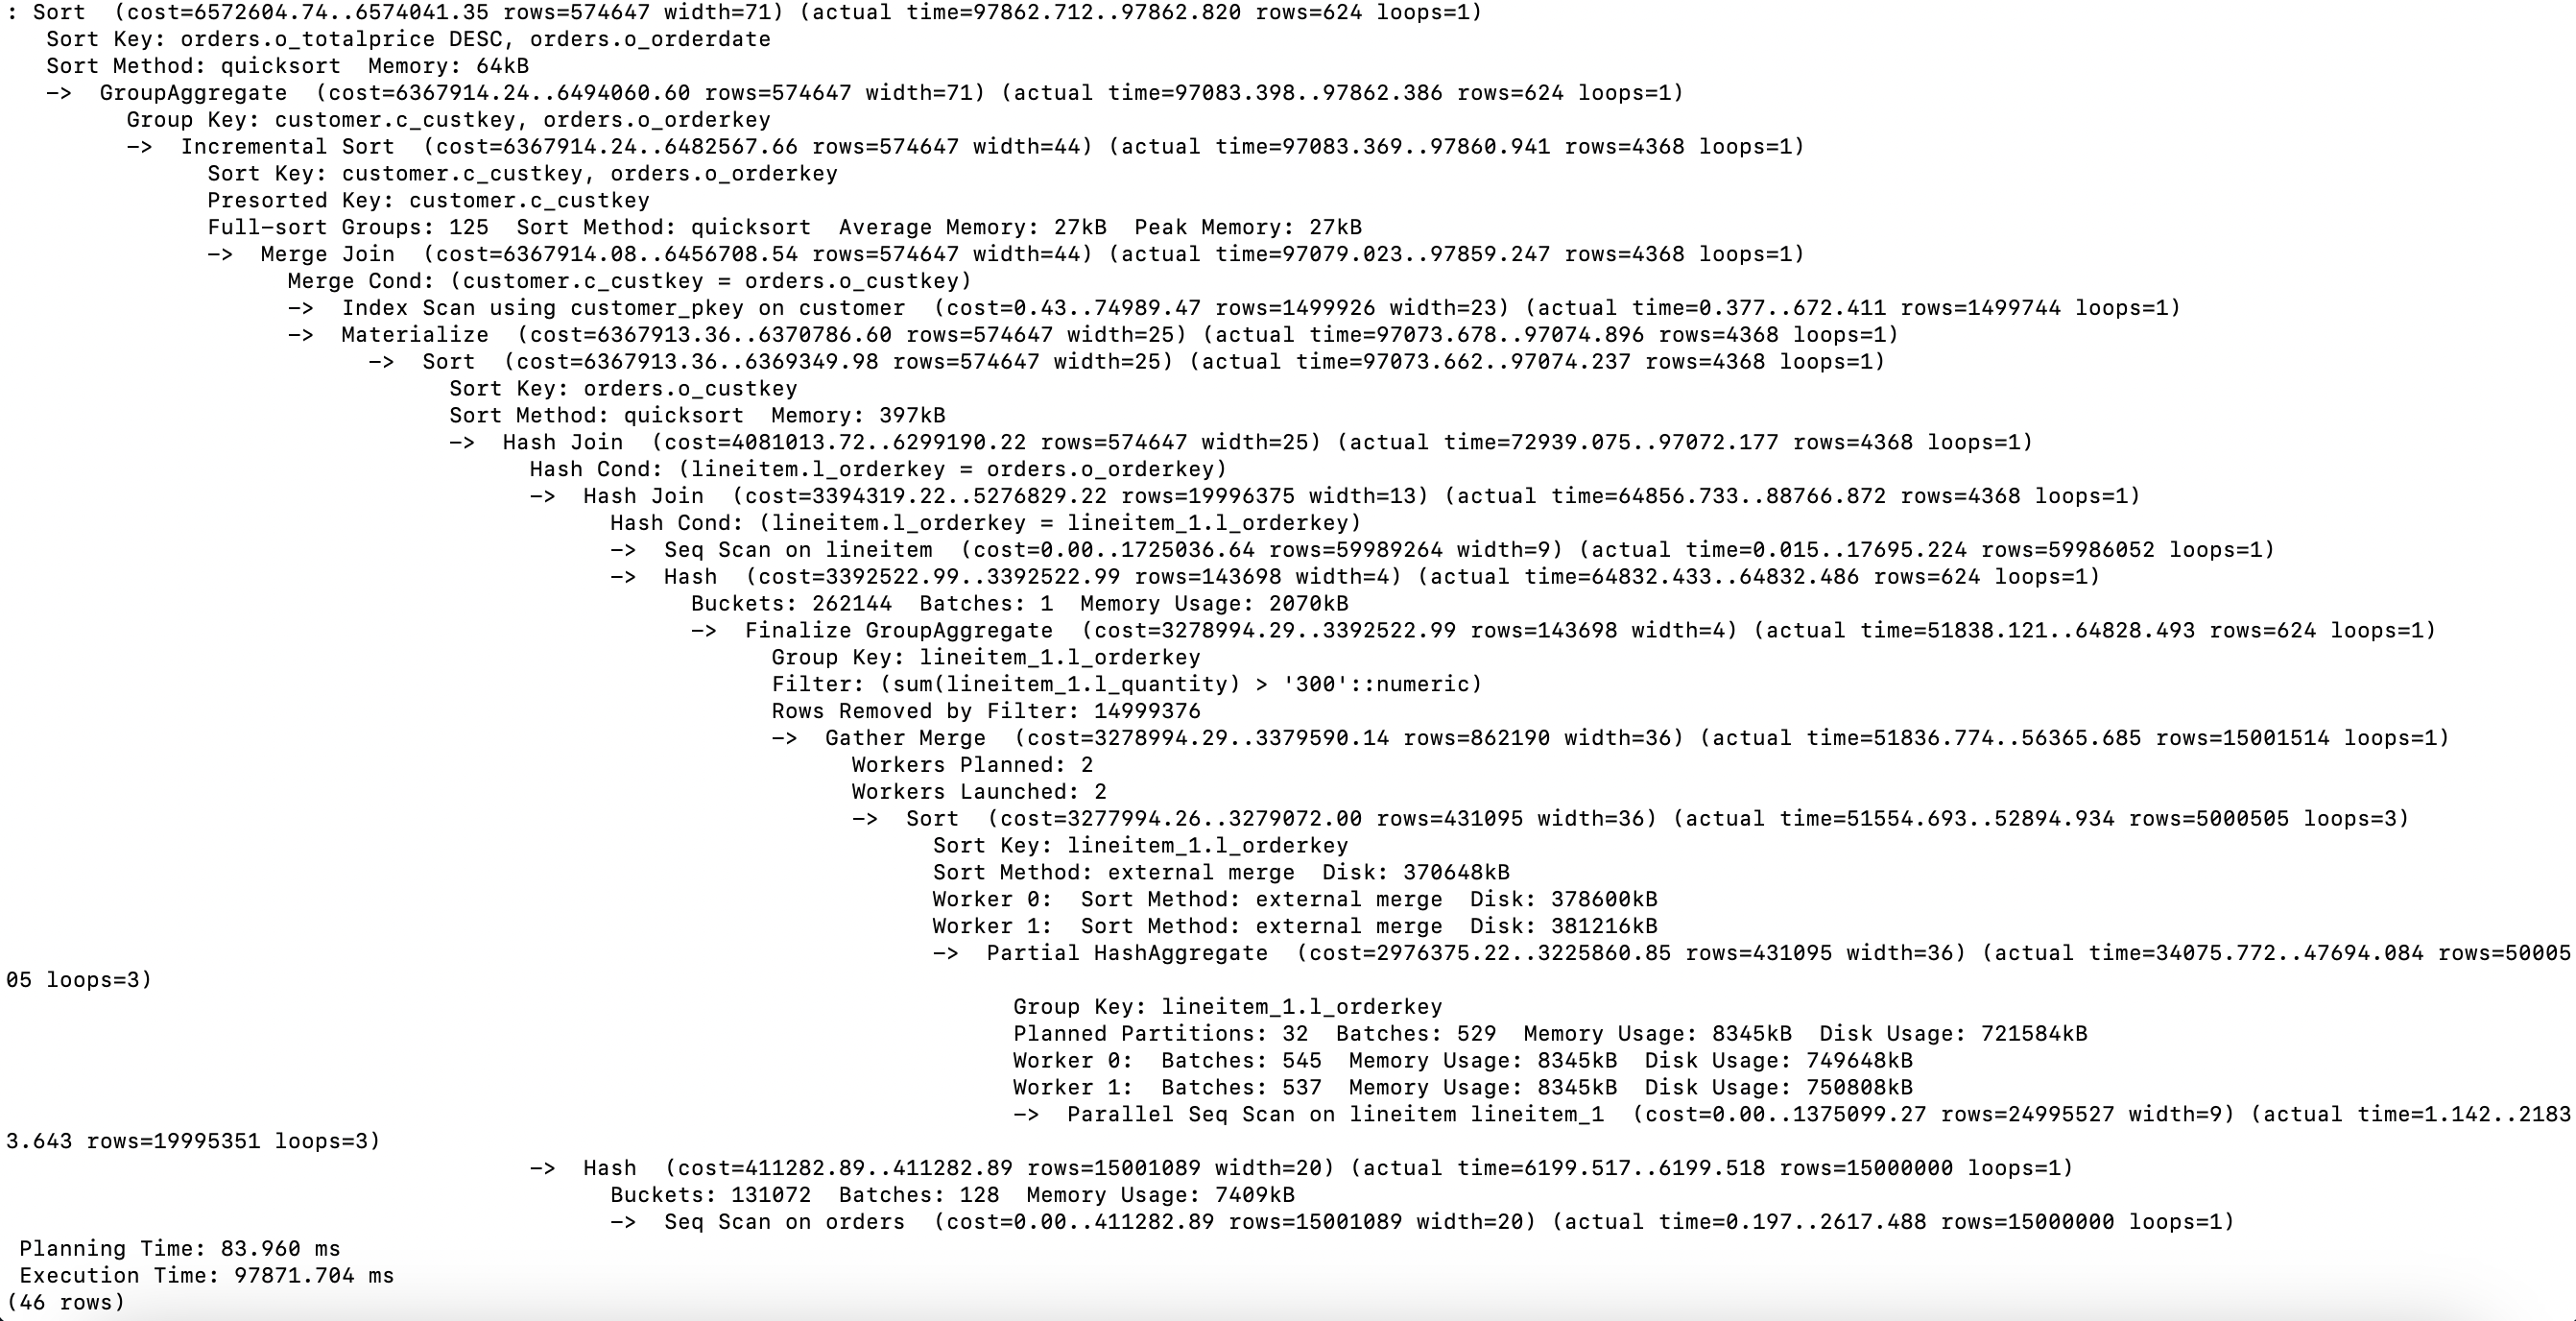 : Sort  (cost=6572604.74..6574041.35 rows=574647 width=71) (actual time=97862.712..97862.820 rows=624 loops=1)
   Sort Key: orders.o_totalprice DESC, orders.o_orderdate
   Sort Method: quicksort  Memory: 64kB
   ->  GroupAggregate  (cost=6367914.24..6494060.60 rows=574647 width=71) (actual time=97083.398..97862.386 rows=624 loops=1)
         Group Key: customer.c_custkey, orders.o_orderkey
         ->  Incremental Sort  (cost=6367914.24..6482567.66 rows=574647 width=44) (actual time=97083.369..97860.941 rows=4368 loops=1)
               Sort Key: customer.c_custkey, orders.o_orderkey
               Presorted Key: customer.c_custkey
               Full-sort Groups: 125  Sort Method: quicksort  Average Memory: 27kB  Peak Memory: 27kB
               ->  Merge Join  (cost=6367914.08..6456708.54 rows=574647 width=44) (actual time=97079.023..97859.247 rows=4368 loops=1)
                     Merge Cond: (customer.c_custkey = orders.o_custkey)
                     ->  Index Scan using customer_pkey on customer  (cost=0.43..74989.47 rows=1499926 width=23) (actual time=0.377..672.411 rows=1499744 loops=1)
                     ->  Materialize  (cost=6367913.36..6370786.60 rows=574647 width=25) (actual time=97073.678..97074.896 rows=4368 loops=1)
                           ->  Sort  (cost=6367913.36..6369349.98 rows=574647 width=25) (actual time=97073.662..97074.237 rows=4368 loops=1)
                                 Sort Key: orders.o_custkey
                                 Sort Method: quicksort  Memory: 397kB
                                 ->  Hash Join  (cost=4081013.72..6299190.22 rows=574647 width=25) (actual time=72939.075..97072.177 rows=4368 loops=1)
                                       Hash Cond: (lineitem.l_orderkey = orders.o_orderkey)
                                       ->  Hash Join  (cost=3394319.22..5276829.22 rows=19996375 width=13) (actual time=64856.733..88766.872 rows=4368 loops=1)
                                             Hash Cond: (lineitem.l_orderkey = lineitem_1.l_orderkey)
                                             ->  Seq Scan on lineitem  (cost=0.00..1725036.64 rows=59989264 width=9) (actual time=0.015..17695.224 rows=59986052 loops=1)
                                             ->  Hash  (cost=3392522.99..3392522.99 rows=143698 width=4) (actual time=64832.433..64832.486 rows=624 loops=1)
                                                   Buckets: 262144  Batches: 1  Memory Usage: 2070kB
                                                   ->  Finalize GroupAggregate  (cost=3278994.29..3392522.99 rows=143698 width=4) (actual time=51838.121..64828.493 rows=624 loops=1)
                                                         Group Key: lineitem_1.l_orderkey
                                                         Filter: (sum(lineitem_1.l_quantity) > '300'::numeric)
                                                         Rows Removed by Filter: 14999376
                                                         ->  Gather Merge  (cost=3278994.29..3379590.14 rows=862190 width=36) (actual time=51836.774..56365.685 rows=15001514 loops=1)
                                                               Workers Planned: 2
                                                               Workers Launched: 2
                                                               ->  Sort  (cost=3277994.26..3279072.00 rows=431095 width=36) (actual time=51554.693..52894.934 rows=5000505 loops=3)
                                                                     Sort Key: lineitem_1.l_orderkey
                                                                     Sort Method: external merge  Disk: 370648kB
                                                                     Worker 0:  Sort Method: external merge  Disk: 378600kB
                                                                     Worker 1:  Sort Method: external merge  Disk: 381216kB
                                                                     ->  Partial HashAggregate  (cost=2976375.22..3225860.85 rows=431095 width=36) (actual time=34075.772..47694.084 rows=50005
05 loops=3)
                                                                           Group Key: lineitem_1.l_orderkey
                                                                           Planned Partitions: 32  Batches: 529  Memory Usage: 8345kB  Disk Usage: 721584kB
                                                                           Worker 0:  Batches: 545  Memory Usage: 8345kB  Disk Usage: 749648kB
                                                                           Worker 1:  Batches: 537  Memory Usage: 8345kB  Disk Usage: 750808kB
                                                                           ->  Parallel Seq Scan on lineitem lineitem_1  (cost=0.00..1375099.27 rows=24995527 width=9) (actual time=1.142..2183
3.643 rows=19995351 loops=3)
                                       ->  Hash  (cost=411282.89..411282.89 rows=15001089 width=20) (actual time=6199.517..6199.518 rows=15000000 loops=1)
                                             Buckets: 131072  Batches: 128  Memory Usage: 7409kB
                                             ->  Seq Scan on orders  (cost=0.00..411282.89 rows=15001089 width=20) (actual time=0.197..2617.488 rows=15000000 loops=1)
 Planning Time: 83.960 ms
 Execution Time: 97871.704 ms
(46 rows)